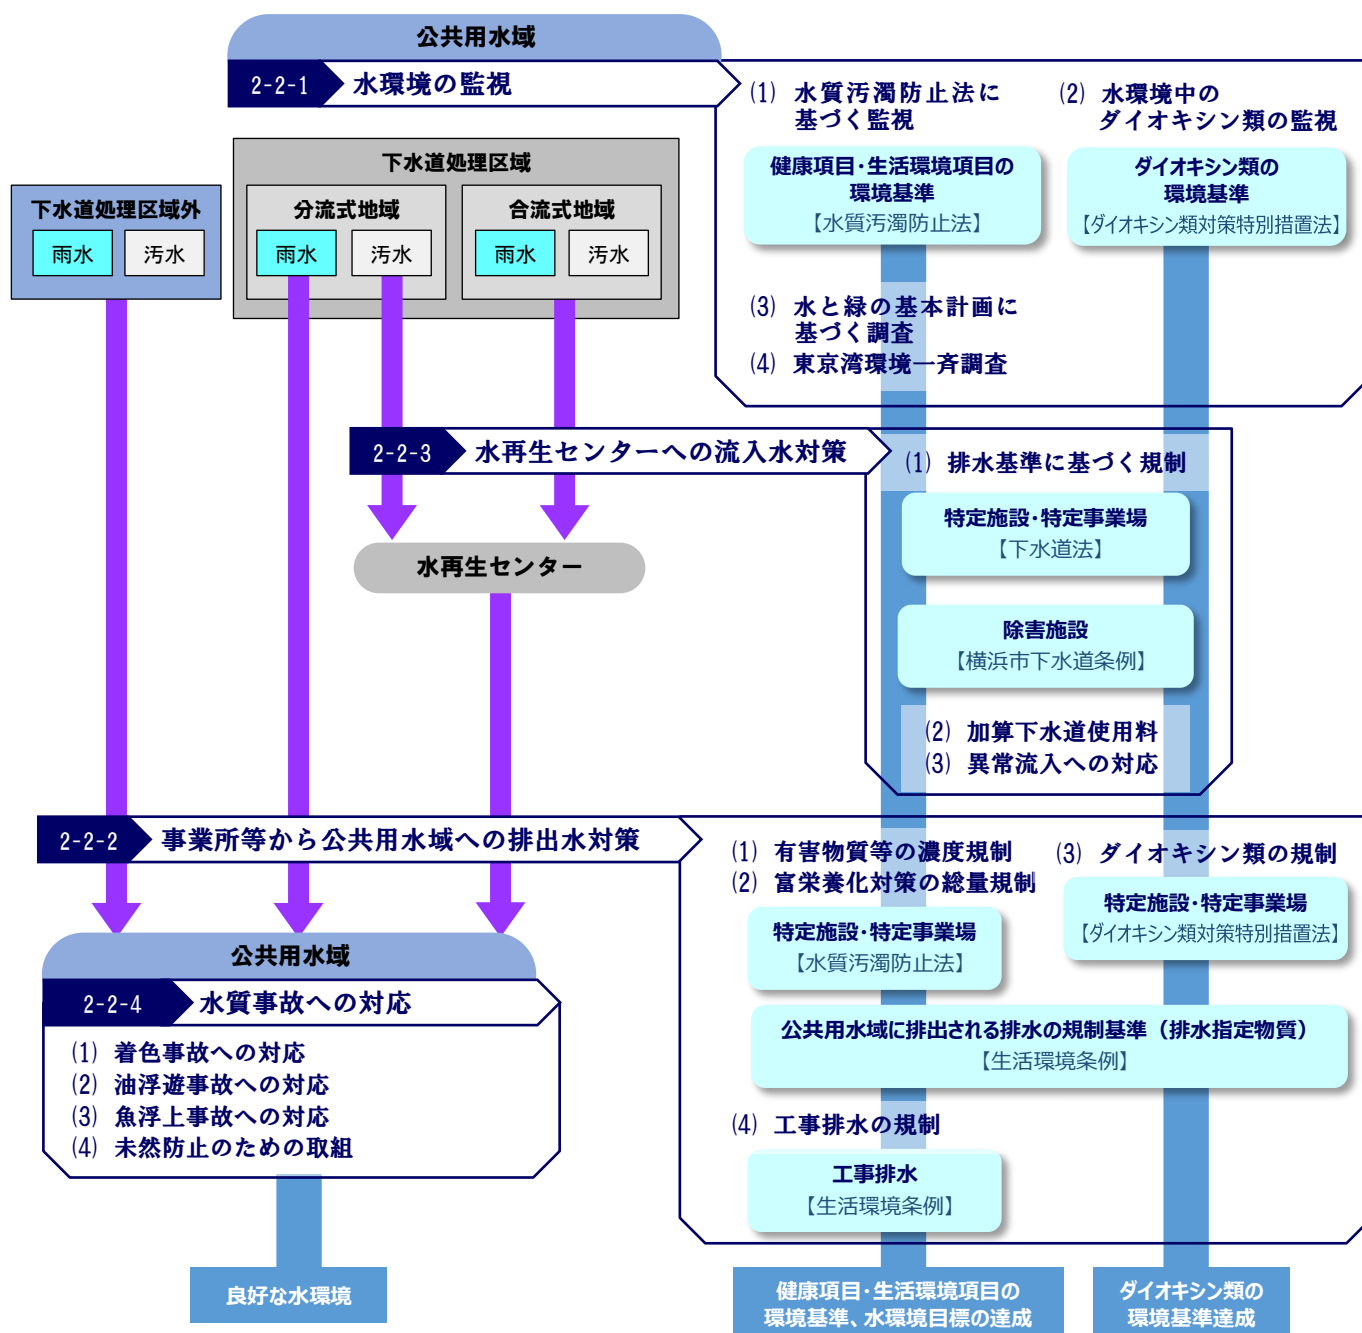 公共用水域
2-2-1 水環境の監視
(1) 水質汚濁防止法に
基づく監視
健康項目・生活環境項目の
環境基準
【水質汚濁防止法】
(2) 水環境中の
ダイオキシン類の監視
ダイオキシン類の
環境基準
【ダイオキシン類対策特別措置法】
(3) 水と緑の基本計画に
基づく調査
(4) 東京湾環境一斉調査
下水道処理区域外
雨水 汚水
下水道処理区域
分流式地域
雨水 汚水
合流式地域
雨水 汚水
2-2-3 水再生センターへの流入水対策
(1) 排水基準に基づく規制
特定施設・特定事業場
【下水道法】
除害施設
【横浜市下水道条例】
(2) 加算下水道使用料
(3) 異常流入への対応
水再生センター
2-2-2 事業所等から公共用水域への排出水対策
(1) 有害物質等の濃度規制
(2) 富栄養化対策の総量規制
特定施設・特定事業場
【水質汚濁防止法】
(3) ダイオキシン類の規制
特定施設・特定事業場
【ダイオキシン類対策特別措置法】
公共用水域に排出される排水の規制基準（排水指定物質）
【生活環境条例】
(4) 工事排水の規制
工事排水
【生活環境条例】
公共用水域
2-2-4 水質事故への対応
(1) 着色事故への対応
(2) 油浮遊事故への対応
(3) 魚浮上事故への対応
(4) 未然防止のための取組
良好な水環境
健康項目・生活環境項目の
環境基準、水環境目標の達成
ダイオキシン類の
環境基準達成